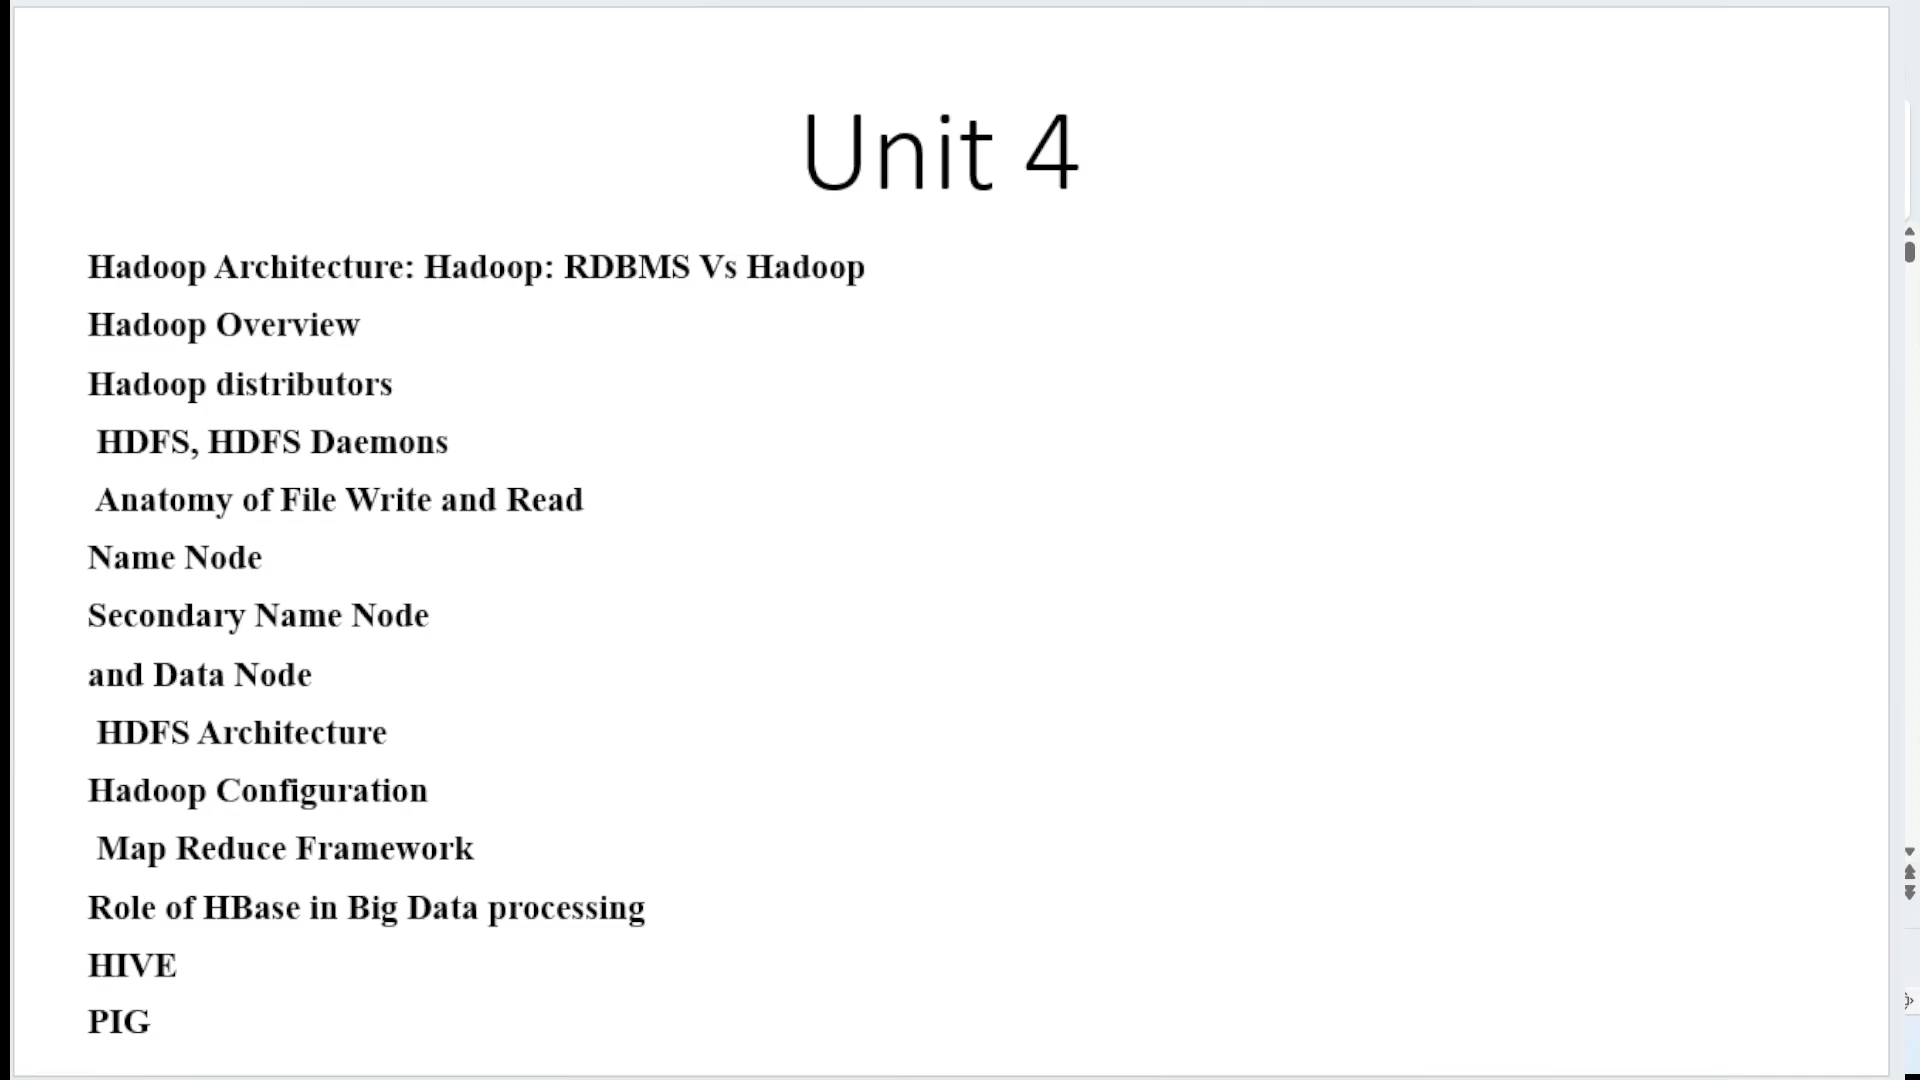 Unit 4
Hadoop Architecture: Hadoop: RDBMS Vs Hadoop
Hadoop Overview
Hadoop distributors
HDFS, HDFS Daemons
Anatomy of File Write and Read
Name Node
Secondary Name Node
and Data Node
HDFS Architecture
Hadoop Configuration
Map Reduce Framework
Role of HBase in Big Data processing
HIVE
PIG